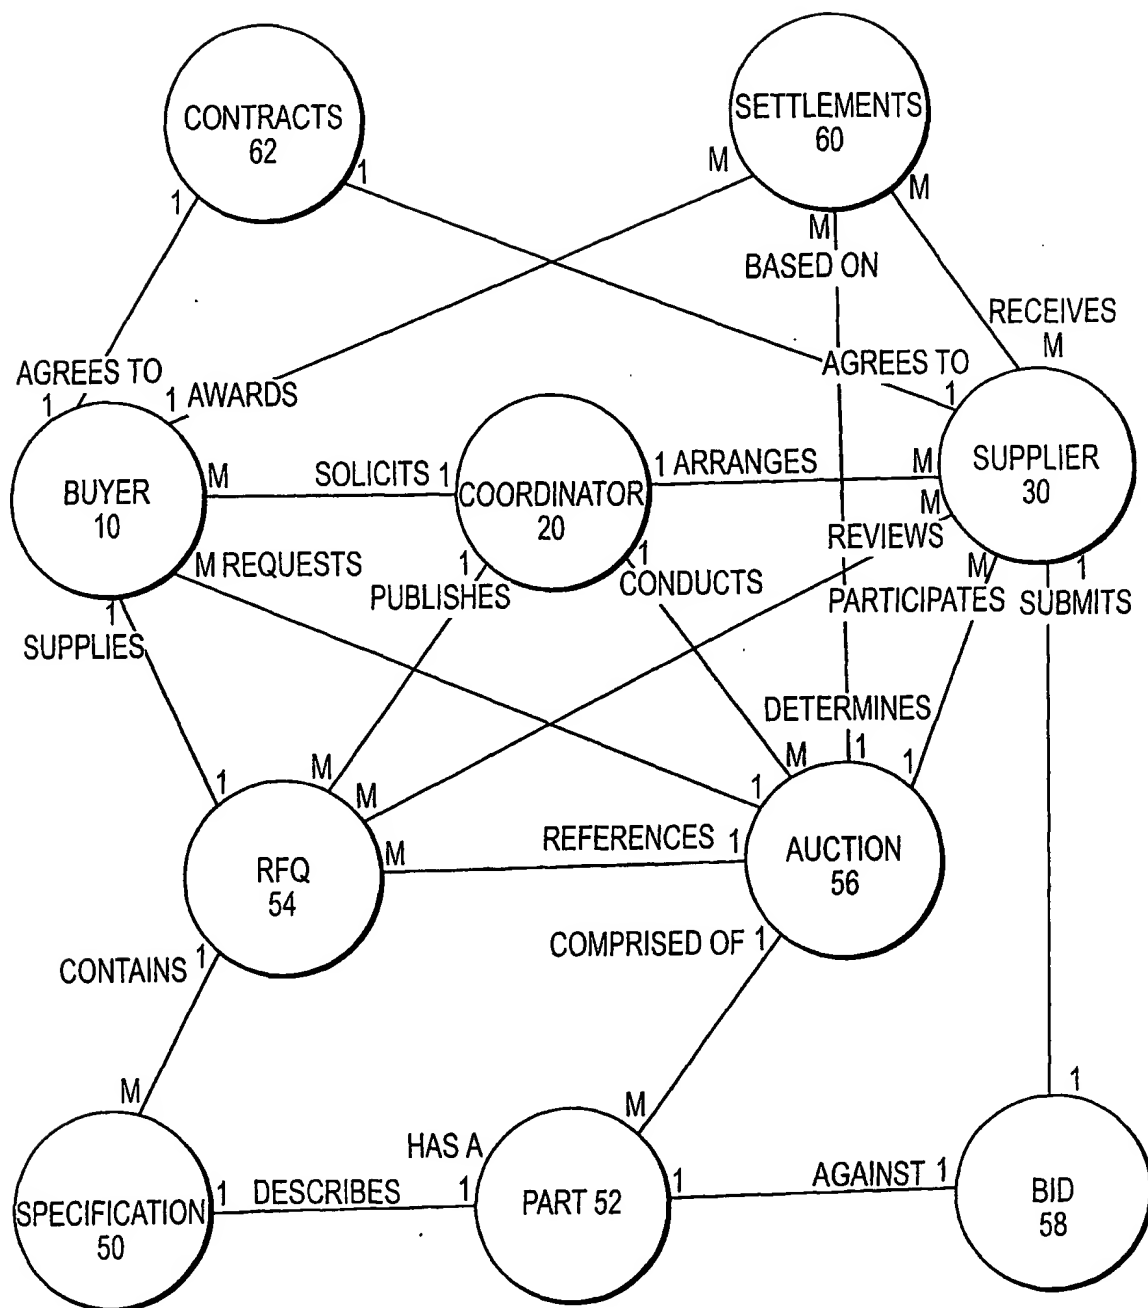 CONTRACTS
62
SETTLEMENTS
60
1
1
M
M
M
BASED ON
RECEIVES
M
AGREES TO
1
1 AWARDS
AGREES TO
1
BUYER
10
M
SOLICITS 1
COORDINATOR
20
1 ARRANGES
M
SUPPLIER
30
M
REVIEWS
M REQUESTS
1
PUBLISHES
1
CONDUCTS
M
PARTICIPATES
1
SUBMITS
1
SUPPLIES
DETERMINES
1
M
M
M
1
1
1
RFQ
54
M
REFERENCES 1
AUCTION
56
CONTAINS 1
COMPRISED OF 1
M
M
1
SPECIFICATION
50
1 DESCRIBES
HAS A
1
PART 52
1
AGAINST 1
BID
58